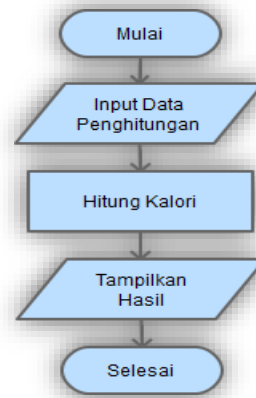 Mulai
Input Data
Penghitungan
Hitung Kalori
Tampilkan
Hasil
Selesai